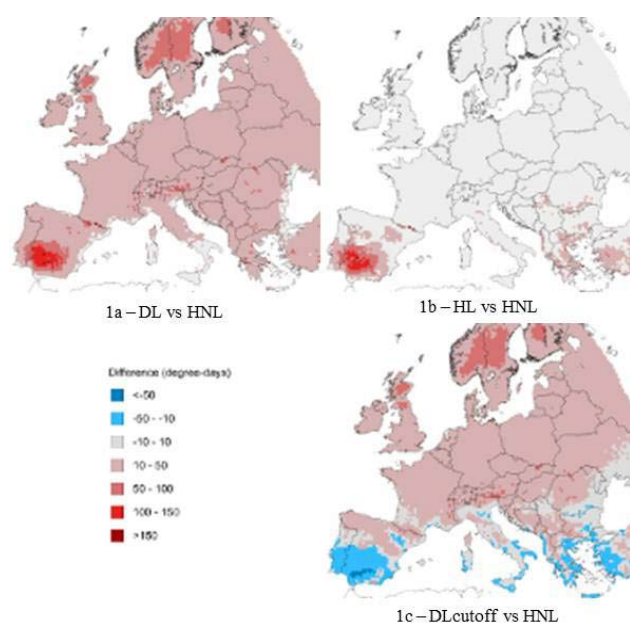 1a – DL vs HNL
1b – HL vs HNL
Difference (degree-days)
<-50
-50 - -10
-10 - 10
10 - 50
50 - 100
100 - 150
>150
1c – DLcutoff vs HNL